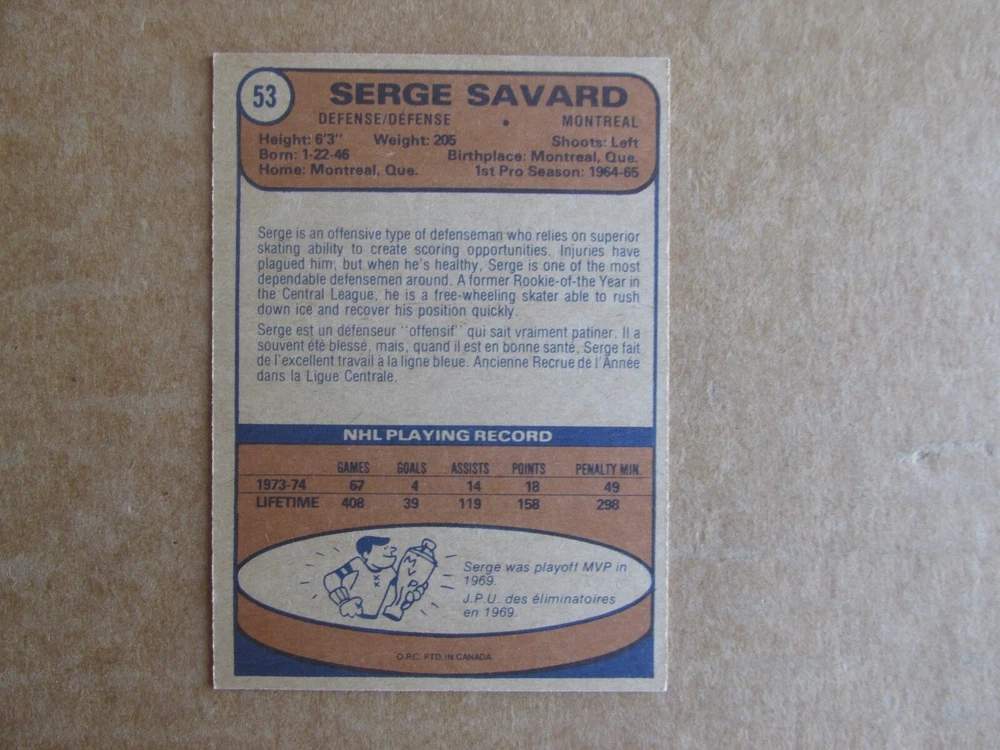 53
SERGE SAVARD
DEFENSE/DÉFENSE • MONTREAL
Height: 6'3'' Weight: 205 Shoots: Left
Born: 1-22-46 Birthplace: Montreal, Que.
Home: Montreal, Que. 1st Pro Season: 1964-65
Serge is an offensive type of defenseman who relies on superior
skating ability to create scoring opportunities. Injuries have
plagued him, but when he's healthy, Serge is one of the most
dependable defensemen around. A former Rookie-of-the Year in
the Central League, he is a free-wheeling skater able to rush
down ice and recover his position quickly.
Serge est un défenseur ''offensif'' qui sait vraiment patiner. Il a
souvent été blessé, mais, quand il est en bonne santé, Serge fait
de l'excellent travail à la ligne bleue. Ancienne Recrue de l'Année
dans la Ligue Centrale.
NHL PLAYING RECORD
GAMES GOALS ASSISTS POINTS PENALTY MIN.
1973-74 67 4 14 18 49
LIFETIME 408 39 119 158 298
XX
MVP
Serge was playoff MVP in
1969.
J.P.U. des éliminatoires
en 1969.
O.P.C. PTD. IN CANADA